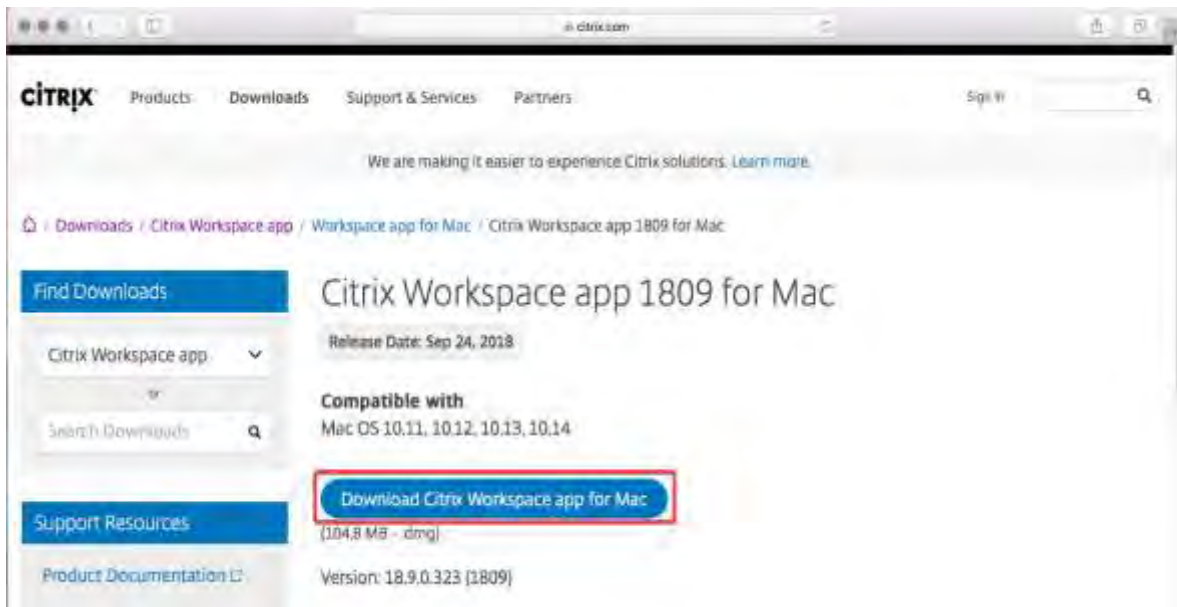 citrix.com
CİTRIX Products Downloads Support & Services Partners Sign In
We are making it easier to experience Citrix solutions. Learn more.
/ Downloads / Citrix Workspace app / Workspace app for Mac / Citrix Workspace app 1809 for Mac
Find Downloads
Citrix Workspace app
or
Search Downloads
Support Resources
Product Documentation
Citrix Workspace app 1809 for Mac
Release Date: Sep 24, 2018
Compatible with
Mac OS 10.11, 10.12, 10.13, 10.14
Download Citrix Workspace app for Mac
(104.8 MB - .dmg)
Version: 18.9.0.323 (1809)